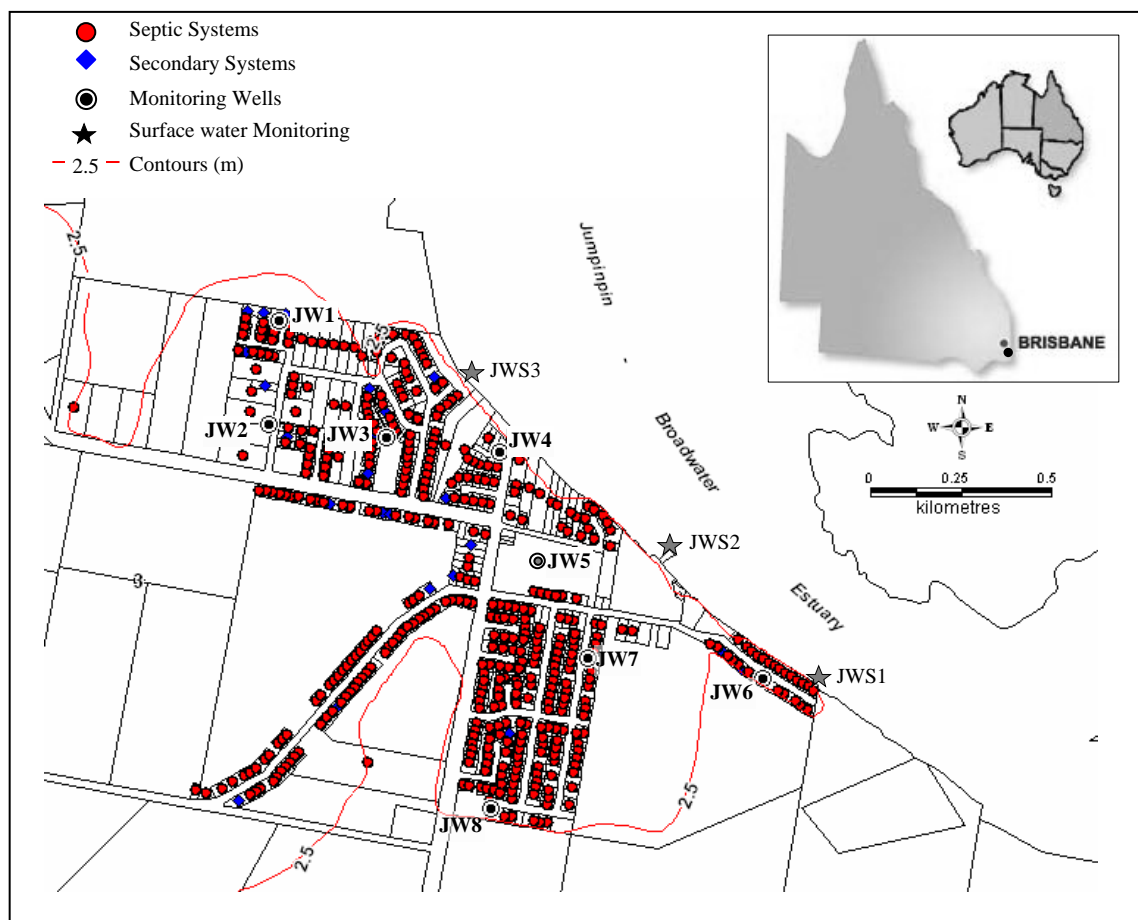 Septic Systems
Secondary Systems
Monitoring Wells
Surface water Monitoring
2.5 Contours (m)
BRISBANE
N
W E
S
0 0.25 0.5
kilometres
Jumpinpin
Broadwater
Estuary
2.5
2.5
JW1
JWS3
JW2
JW3
JW4
JWS2
JW5
3
JW7
JW6
JWS1
2.5
JW8
2.5